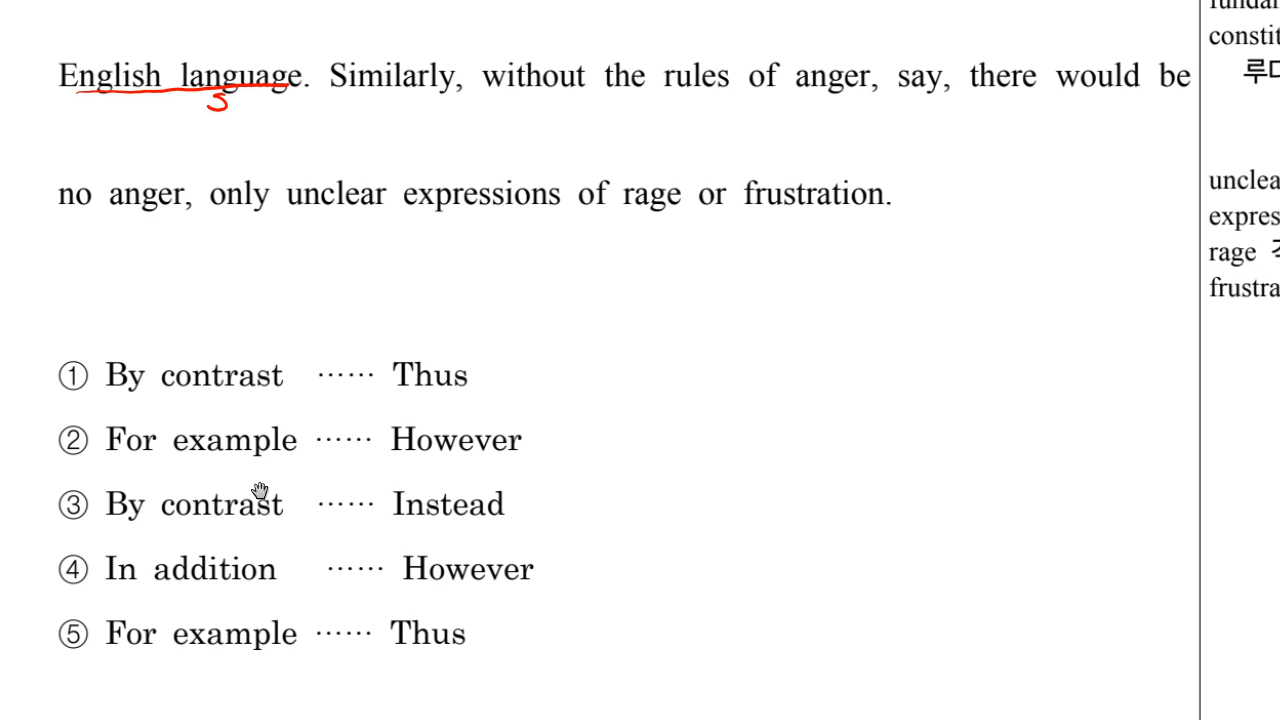 English language. Similarly, without the rules of anger, say, there would be
S
no anger, only unclear expressions of rage or frustration.
① By contrast ⋯⋯ Thus
② For example ⋯⋯ However
③ By contrast ⋯⋯ Instead
④ In addition ⋯⋯ However
⑤ For example ⋯⋯ Thus
constit
루
unclea
expres
rage
frustra